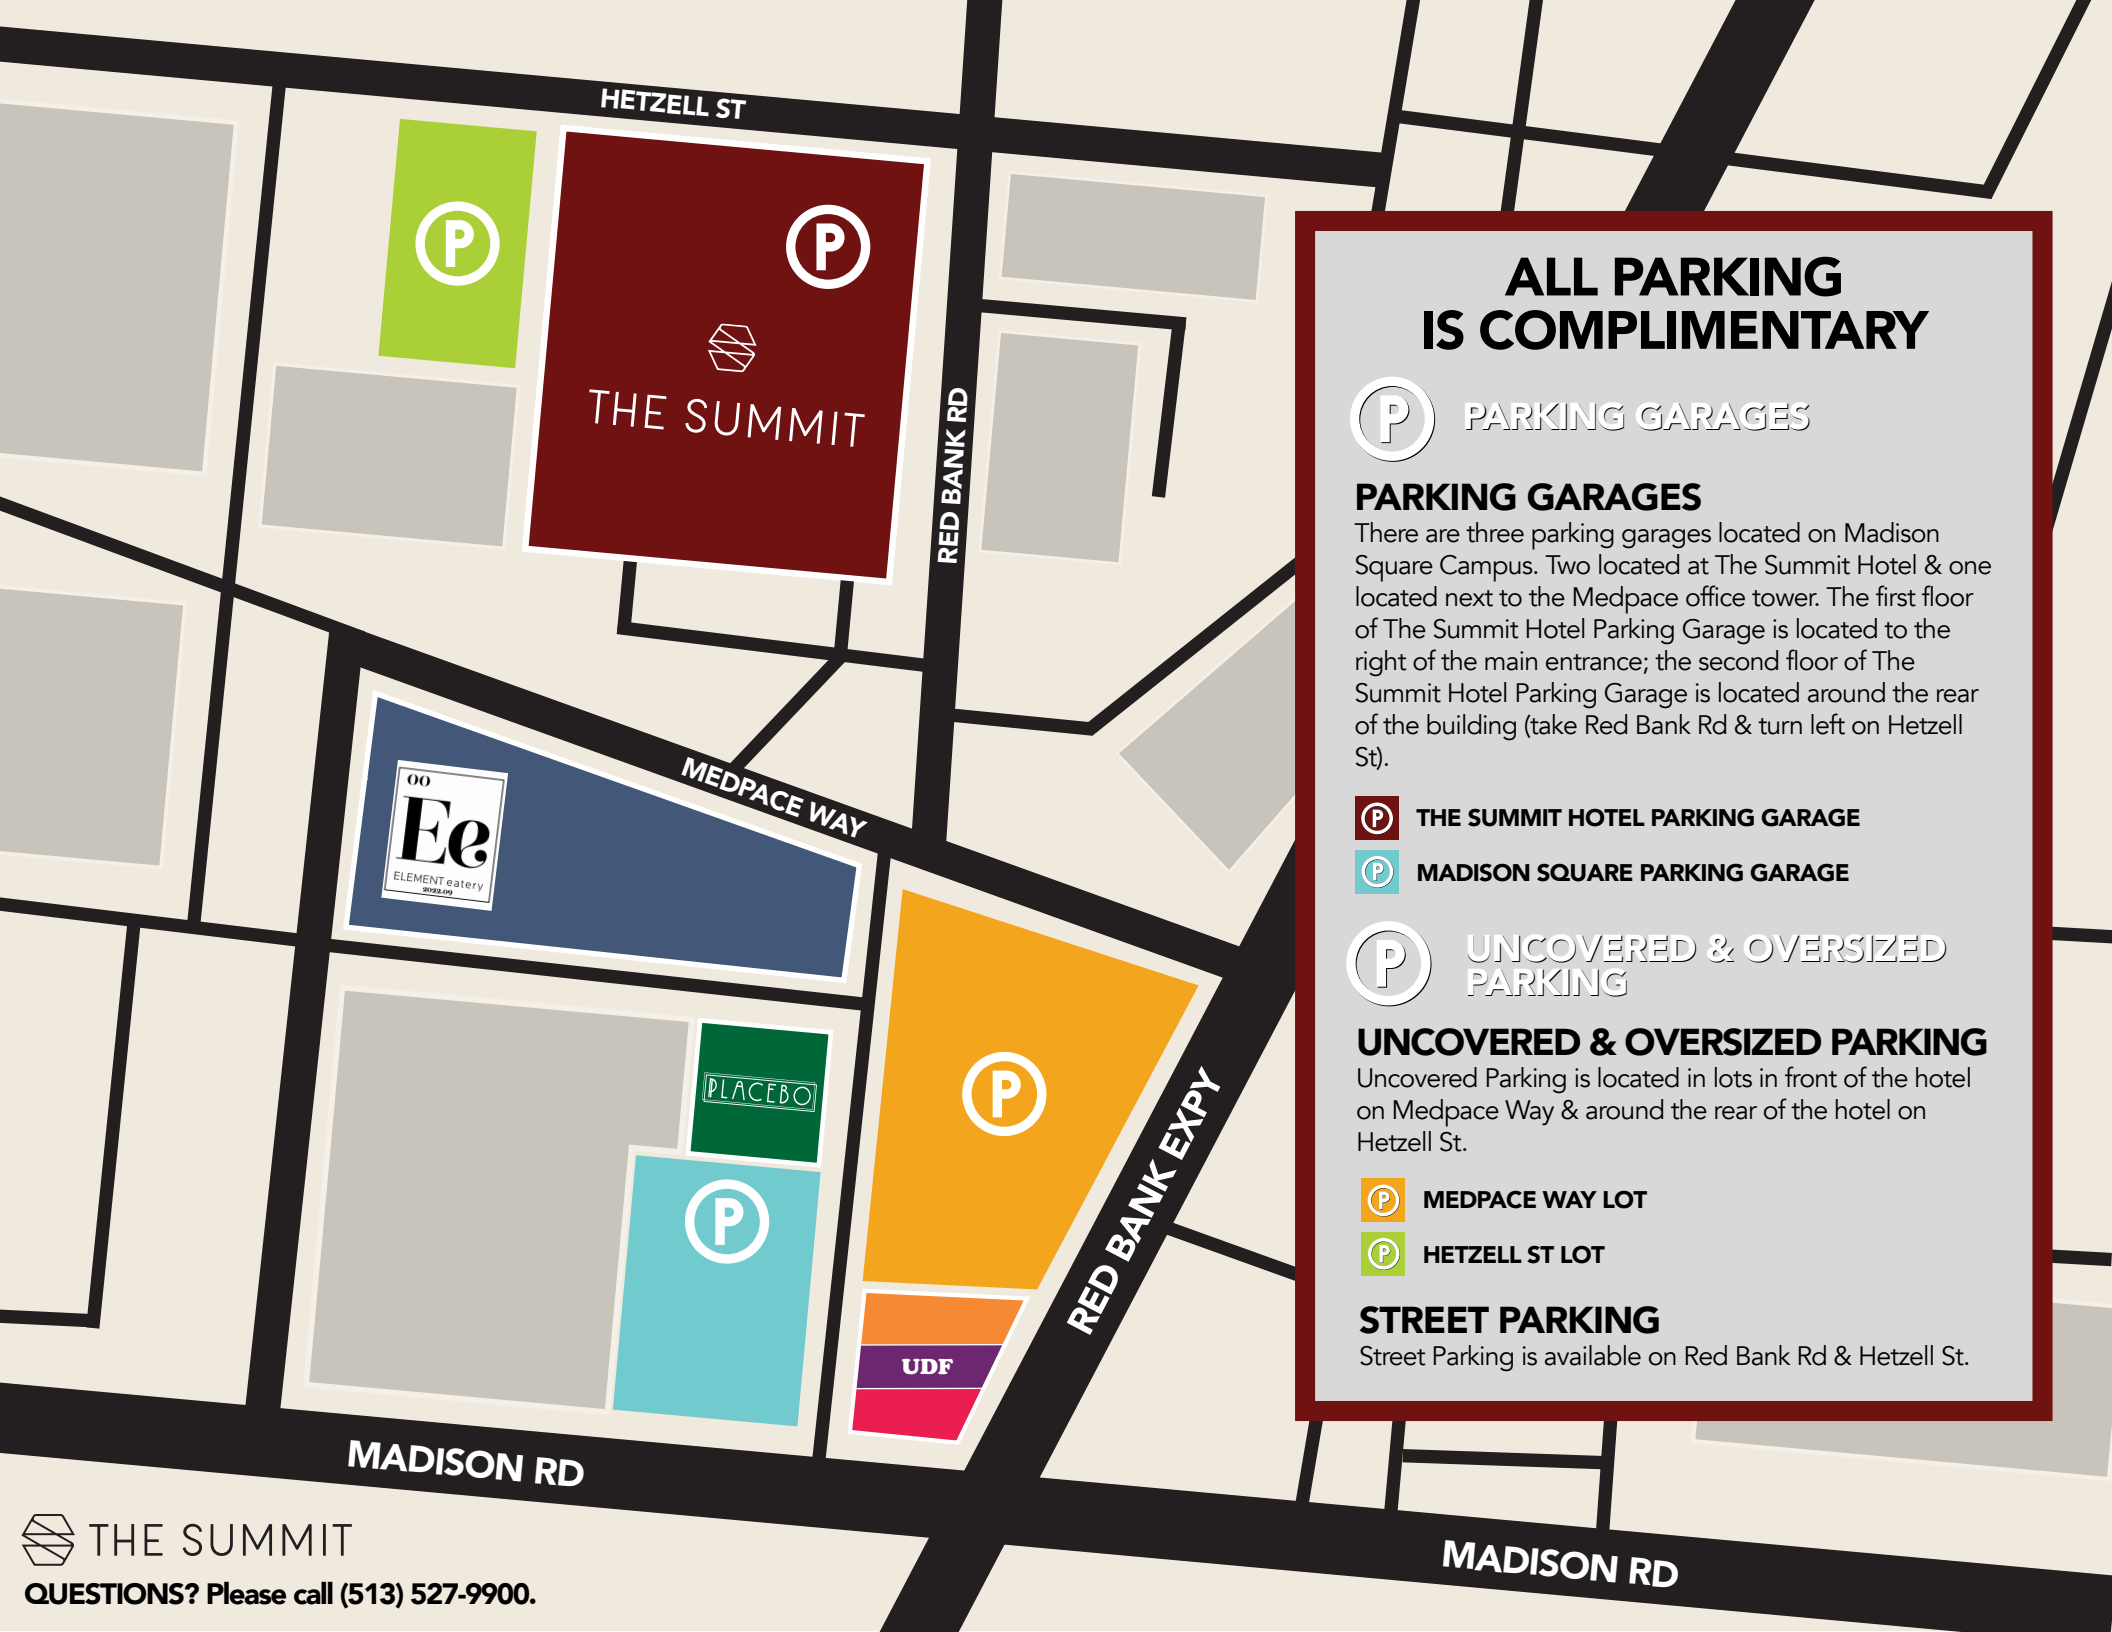 HETZELL ST
P
P
THE SUMMIT
RED BANK RD
MEDPACE WAY
OO
Ee
ELEMENT eatery
2022.09
PLACEBO
P
P
UDF
RED BANK EXPY
MADISON RD
MADISON RD
THE SUMMIT
QUESTIONS? Please call (513) 527-9900.
ALL PARKING
IS COMPLIMENTARY
P PARKING GARAGES
PARKING GARAGES
There are three parking garages located on Madison
Square Campus. Two located at The Summit Hotel & one
located next to the Medpace office tower. The first floor
of The Summit Hotel Parking Garage is located to the
right of the main entrance; the second floor of The
Summit Hotel Parking Garage is located around the rear
of the building (take Red Bank Rd & turn left on Hetzell
St).
P THE SUMMIT HOTEL PARKING GARAGE
P MADISON SQUARE PARKING GARAGE
P UNCOVERED & OVERSIZED
PARKING
UNCOVERED & OVERSIZED PARKING
Uncovered Parking is located in lots in front of the hotel
on Medpace Way & around the rear of the hotel on
Hetzell St.
P MEDPACE WAY LOT
P HETZELL ST LOT
STREET PARKING
Street Parking is available on Red Bank Rd & Hetzell St.